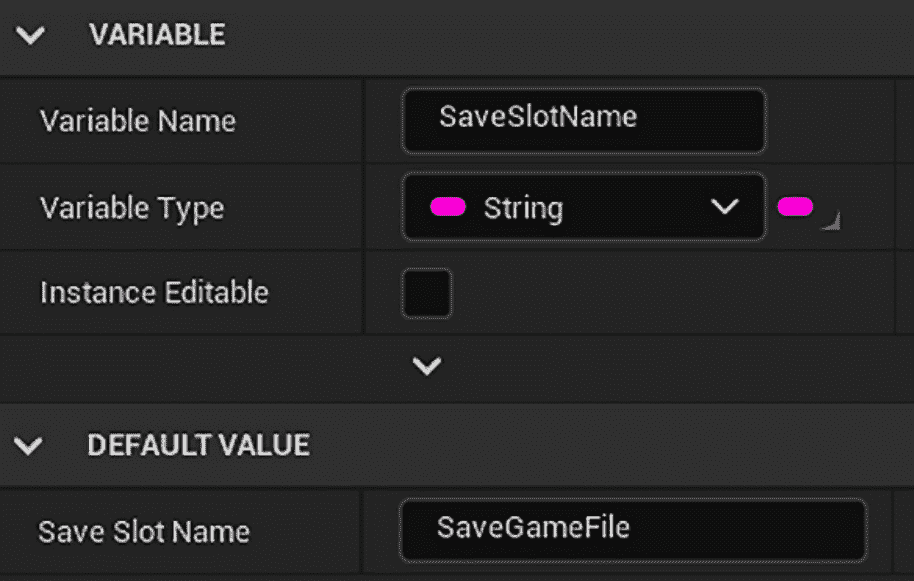 VARIABLE
Variable Name SaveSlotName
Variable Type String
Instance Editable
DEFAULT VALUE
Save Slot Name SaveGameFile